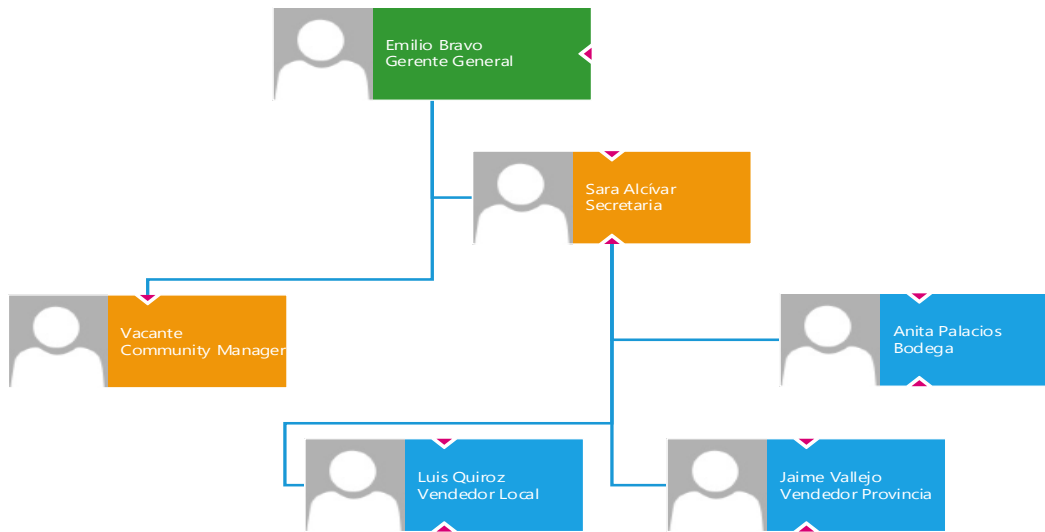 Emilio Bravo
Gerente General
Sara Alcívar
Secretaria
Vacante
Community Manager
Anita Palacios
Bodega
Luis Quiroz
Vendedor Local
Jaime Vallejo
Vendedor Provincia